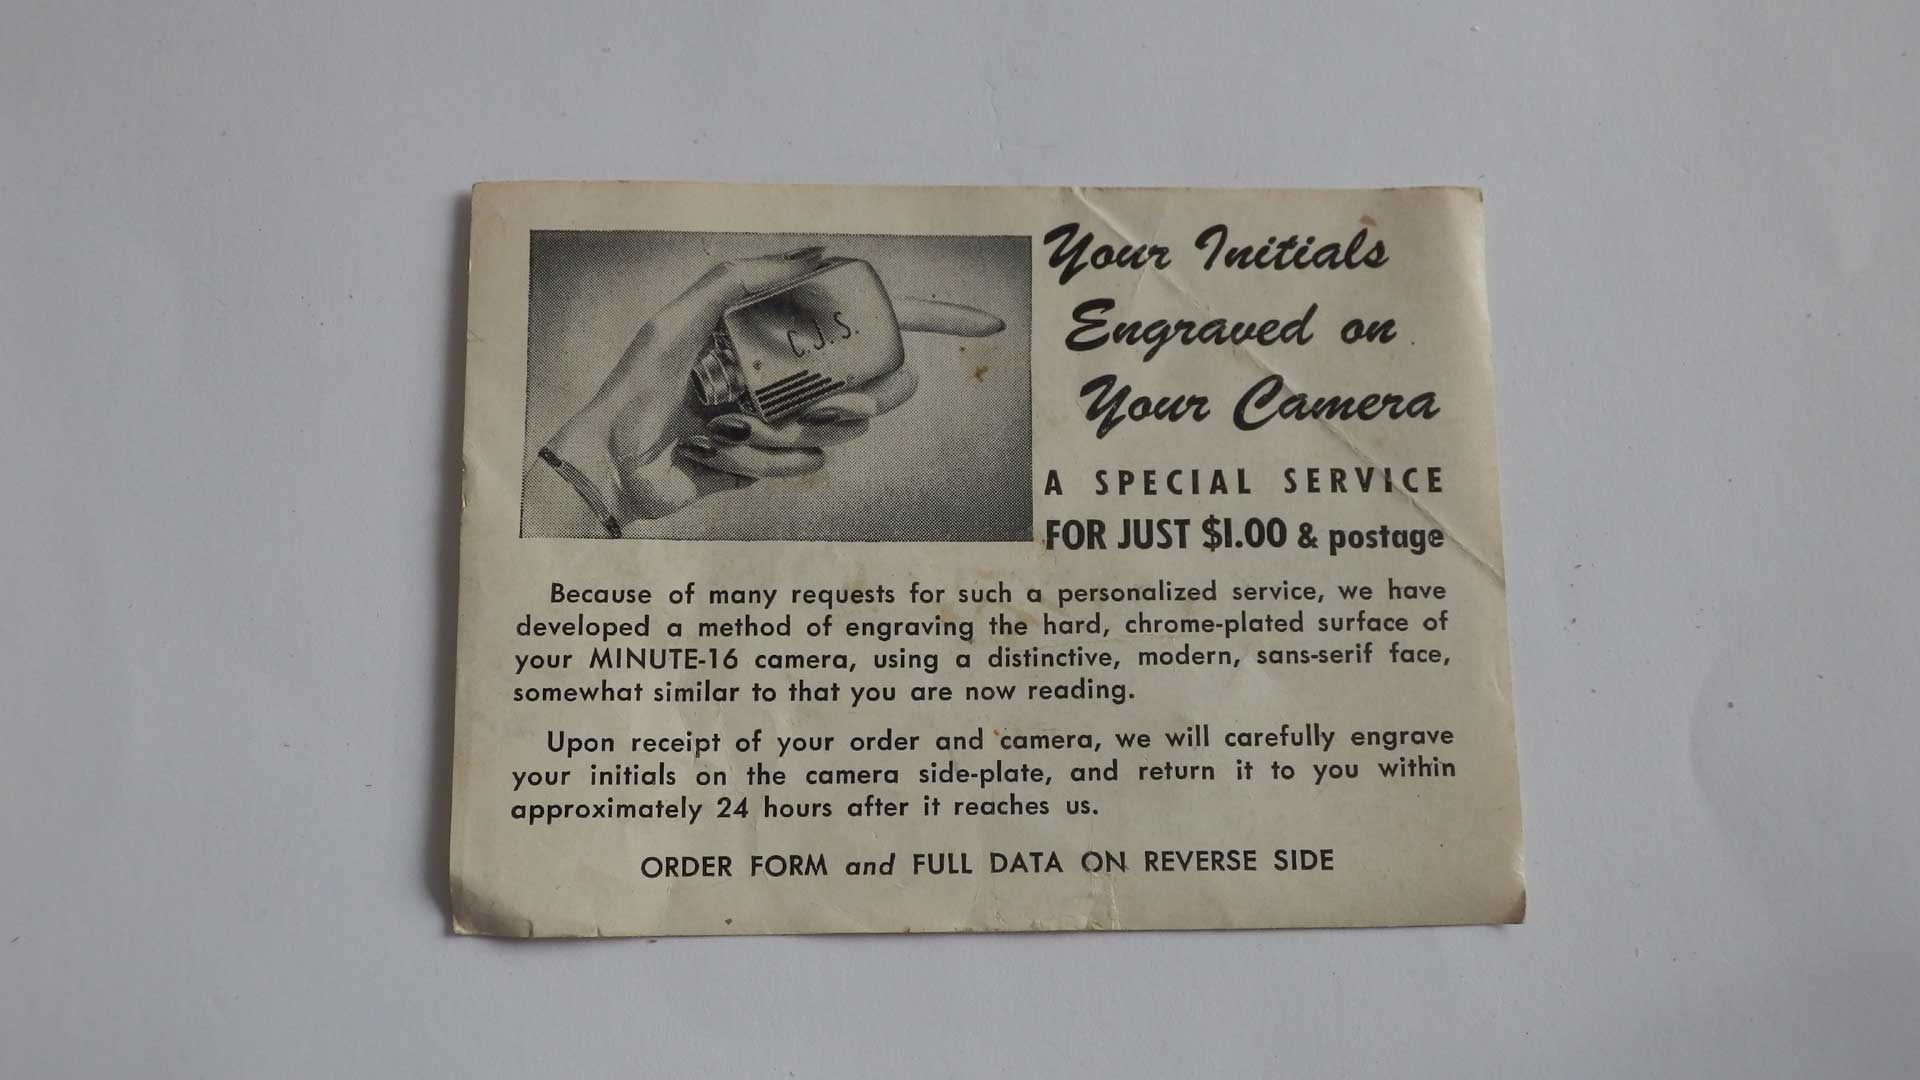 C.J.S.
Your Initials
Engraved on
Your Camera
A SPECIAL SERVICE
FOR JUST $1.00 & postage
Because of many requests for such a personalized service, we have
developed a method of engraving the hard, chrome-plated surface of
your MINUTE-16 camera, using a distinctive, modern, sans-serif face,
somewhat similar to that you are now reading.
Upon receipt of your order and camera, we will carefully engrave
your initials on the camera side-plate, and return it to you within
approximately 24 hours after it reaches us.
ORDER FORM and FULL DATA ON REVERSE SIDE